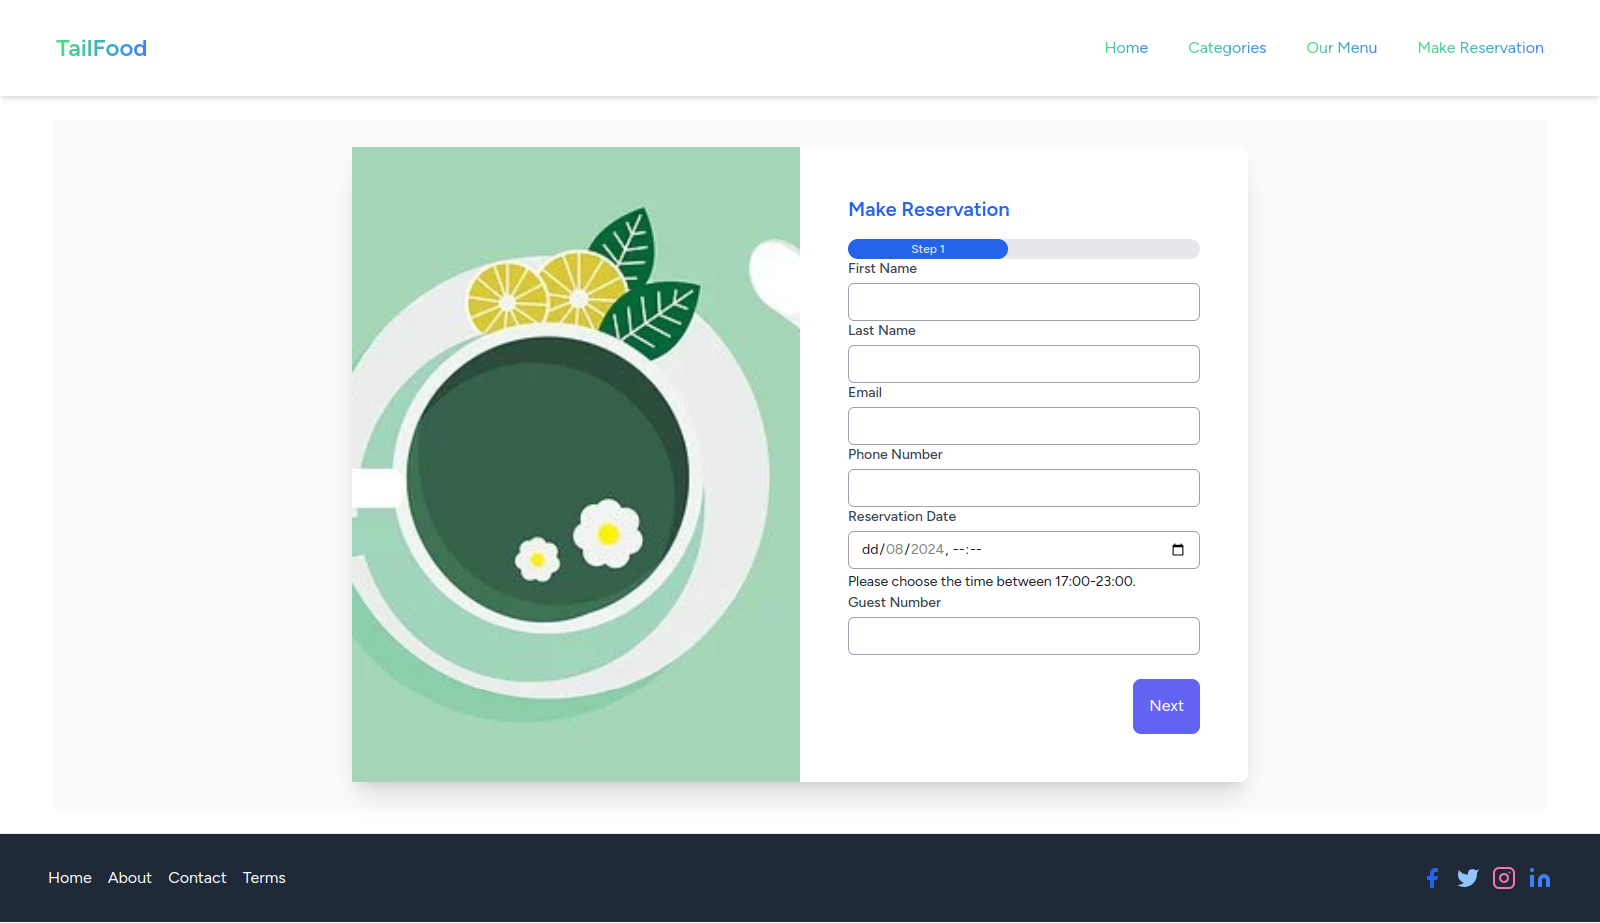 TailFood
Home Categories Our Menu Make Reservation
Make Reservation
Step 1
First Name
Last Name
Email
Phone Number
Reservation Date
dd/08/2024, --:--
Please choose the time between 17:00-23:00.
Guest Number
Next
Home About Contact Terms